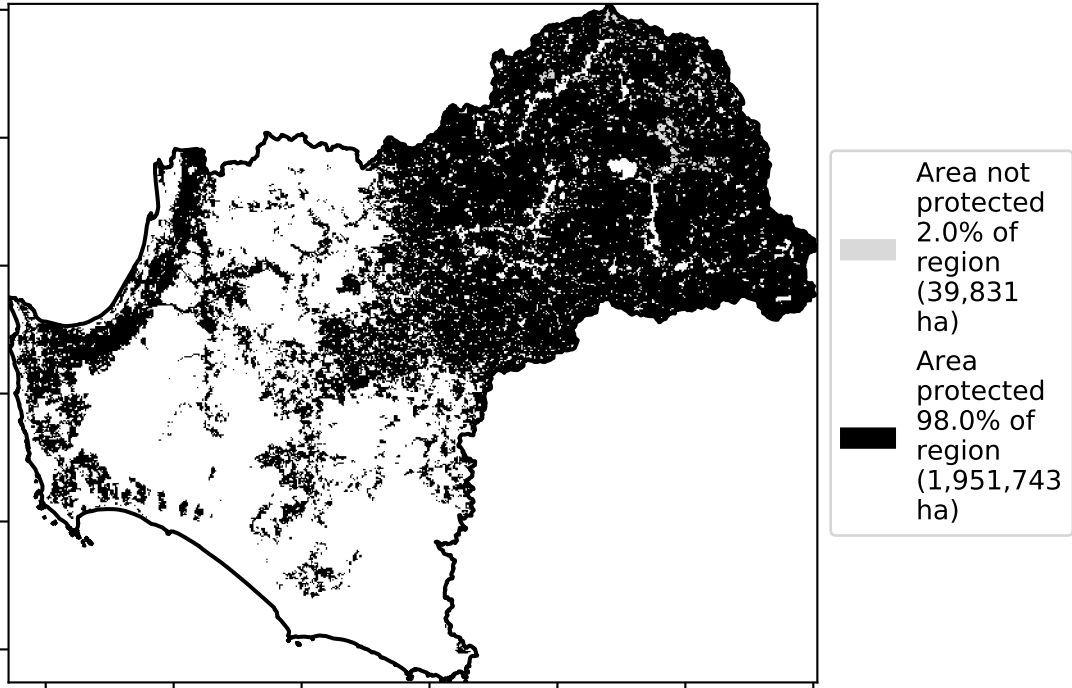 Area not
protected
2.0% of
region
(39,831
ha)
Area
protected
98.0% of
region
(1,951,743
ha)